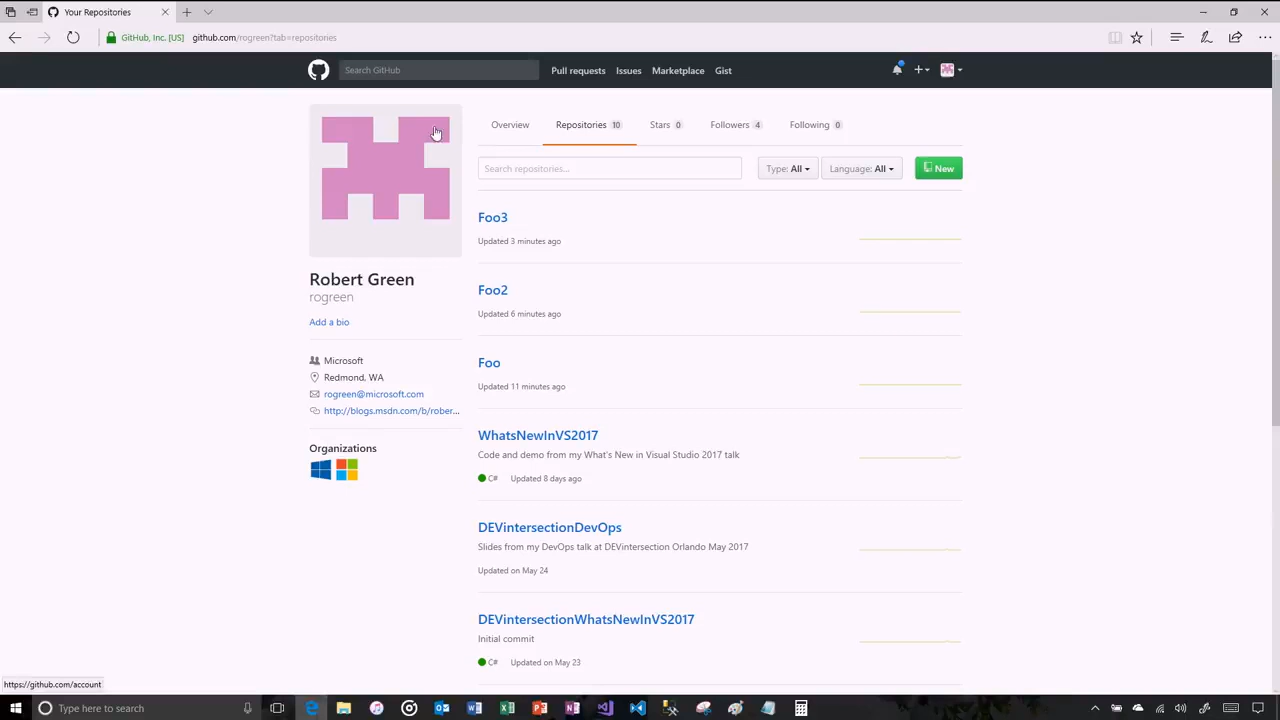 Your Repositories
GitHub, Inc. [US] github.com/rogreen?tab=repositories
Search GitHub Pull requests Issues Marketplace Gist
Overview Repositories 10 Stars 0 Followers 4 Following 0
Search repositories... Type: All Language: All New
Foo3
Updated 3 minutes ago
Robert Green
rogreen
Add a bio
Microsoft
Redmond, WA
rogreen@microsoft.com
http://blogs.msdn.com/b/rober...
Organizations
Foo2
Updated 6 minutes ago
Foo
Updated 11 minutes ago
WhatsNewInVS2017
Code and demo from my What's New in Visual Studio 2017 talk
C# Updated 8 days ago
DEVintersectionDevOps
Slides from my DevOps talk at DEVintersection Orlando May 2017
Updated on May 24
DEVintersectionWhatsNewInVS2017
Initial commit
C# Updated on May 23
https://github.com/account
Type here to search